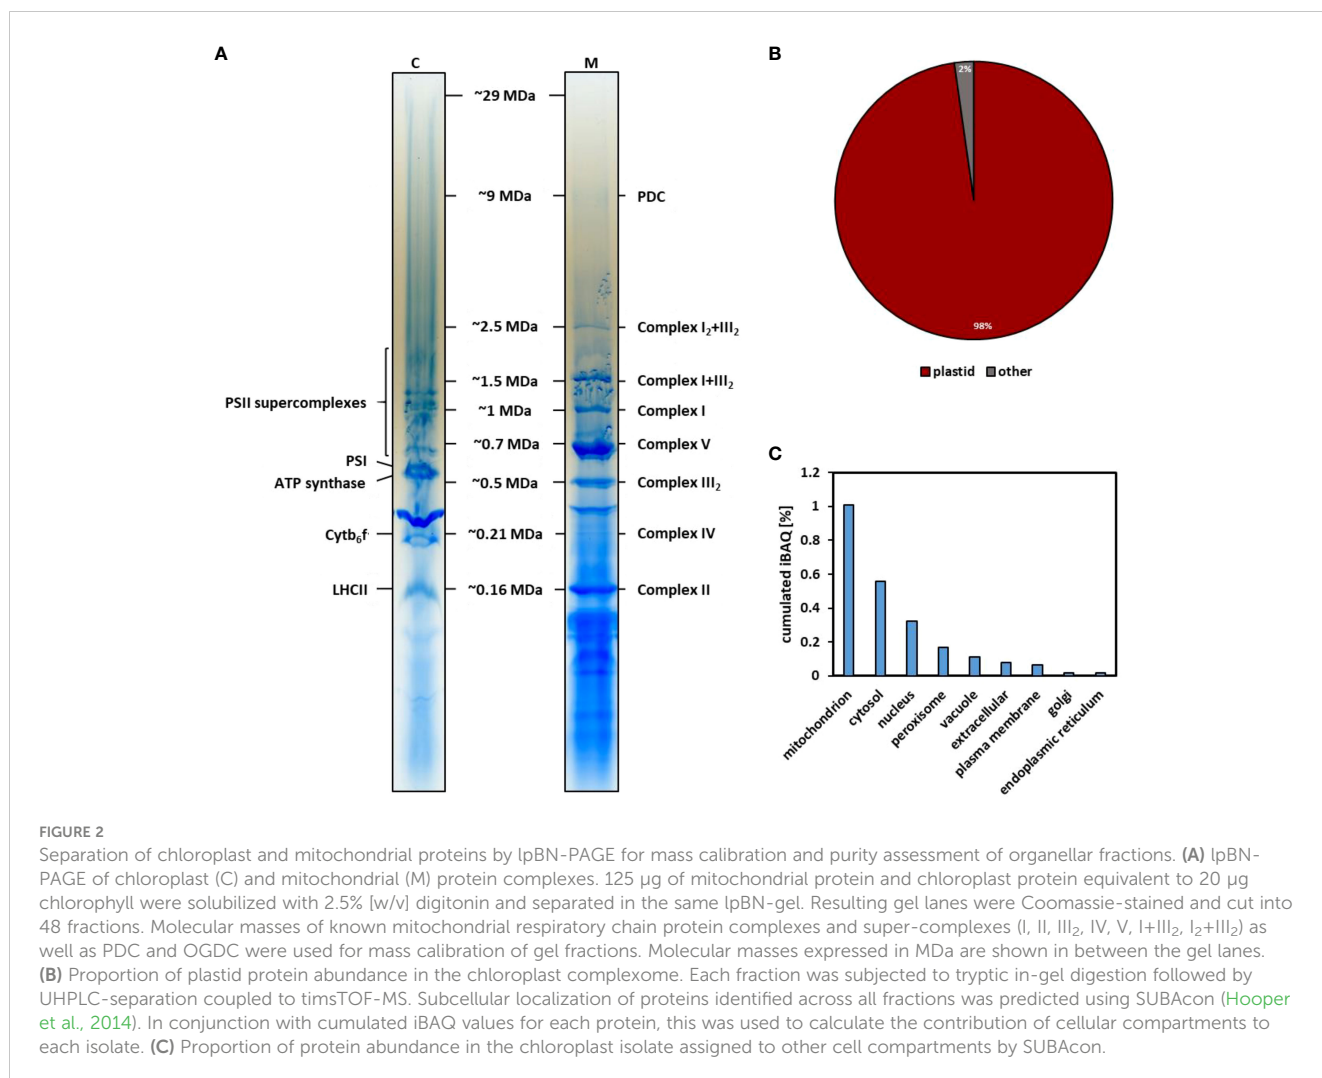 A
C
M
~29 MDa
~9 MDa
PDC
~2.5 MDa
Complex I₂+III₂
~1.5 MDa
Complex I+III₂
PSII supercomplexes
~1 MDa
Complex I
~0.7 MDa
Complex V
PSI
ATP synthase
~0.5 MDa
Complex III₂
Cytb₆f
~0.21 MDa
Complex IV
LHCII
~0.16 MDa
Complex II
B
2%
98%
plastid other
C
cumulated iBAQ [%]
1.2
1
0.8
0.6
0.4
0.2
0
mitochondrion
cytosol
nucleus
peroxisome
vacuole
extracellular
plasma membrane
golgi
endoplasmic reticulum
FIGURE 2
Separation of chloroplast and mitochondrial proteins by lpBN-PAGE for mass calibration and purity assessment of organellar fractions. (A) lpBN-
PAGE of chloroplast (C) and mitochondrial (M) protein complexes. 125 µg of mitochondrial protein and chloroplast protein equivalent to 20 µg
chlorophyll were solubilized with 2.5% [w/v] digitonin and separated in the same lpBN-gel. Resulting gel lanes were Coomassie-stained and cut into
48 fractions. Molecular masses of known mitochondrial respiratory chain protein complexes and super-complexes (I, II, III₂, IV, V, I+III₂, I₂+III₂) as
well as PDC and OGDC were used for mass calibration of gel fractions. Molecular masses expressed in MDa are shown in between the gel lanes.
(B) Proportion of plastid protein abundance in the chloroplast complexome. Each fraction was subjected to tryptic in-gel digestion followed by
UHPLC-separation coupled to timsTOF-MS. Subcellular localization of proteins identified across all fractions was predicted using SUBAcon (Hooper
et al., 2014). In conjunction with cumulated iBAQ values for each protein, this was used to calculate the contribution of cellular compartments to
each isolate. (C) Proportion of protein abundance in the chloroplast isolate assigned to other cell compartments by SUBAcon.